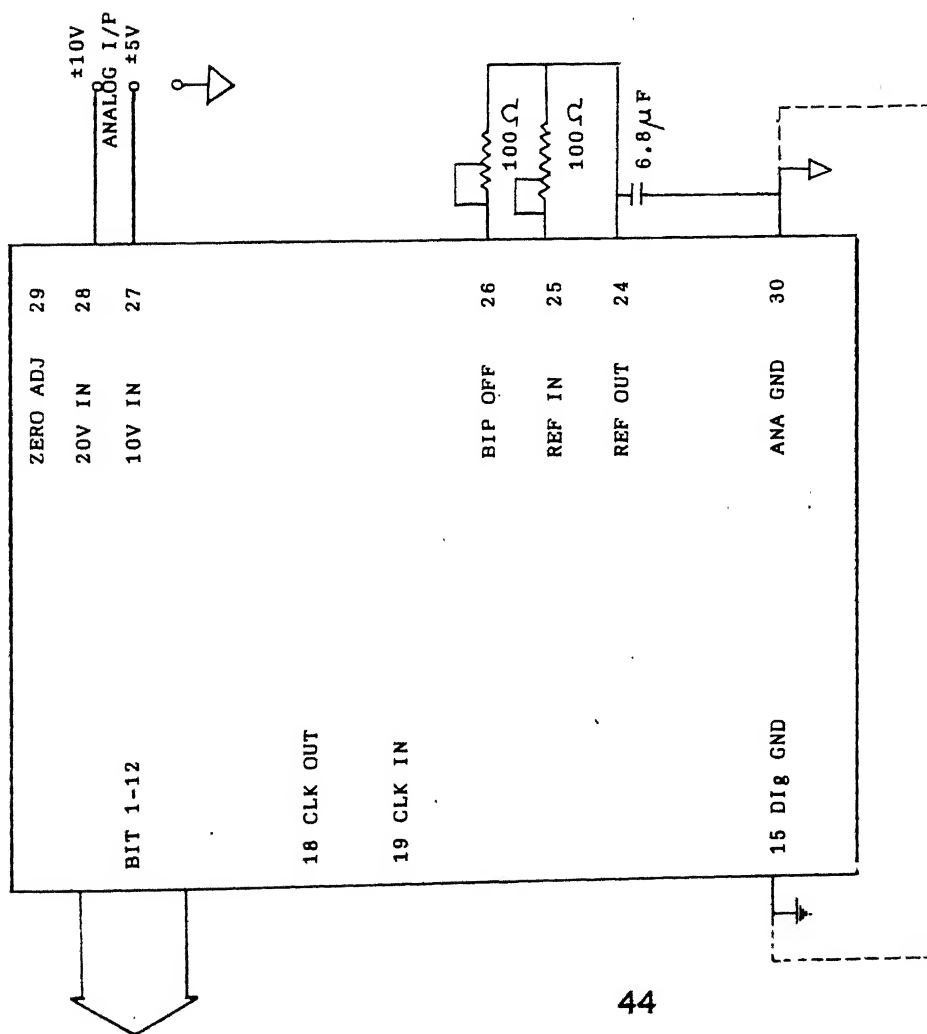 ±10V
ANALOG I/P
±5V
ZERO ADJ 29
20V IN 28
10V IN 27
BIP OFF 26
REF IN 25
REF OUT 24
ANA GND 30
100Ω
100Ω
6.8μF
BIT 1-12
18 CLK OUT
19 CLK IN
15 DIg GND
44